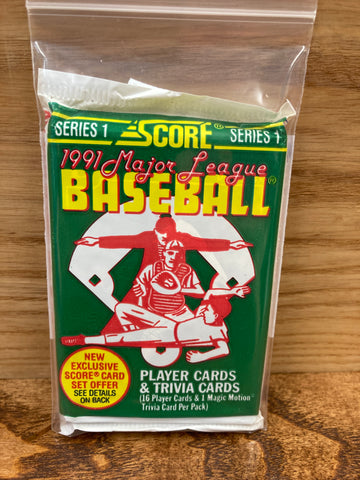 SERIES 1 SCORE® SERIES 1
1991 Major League
BASEBALL®
NEW
EXCLUSIVE
SCORE® CARD
SET OFFER
SEE DETAILS
ON BACK
PLAYER CARDS
& TRIVIA CARDS
(16 Player Cards & 1 Magic Motion
Trivia Card Per Pack)